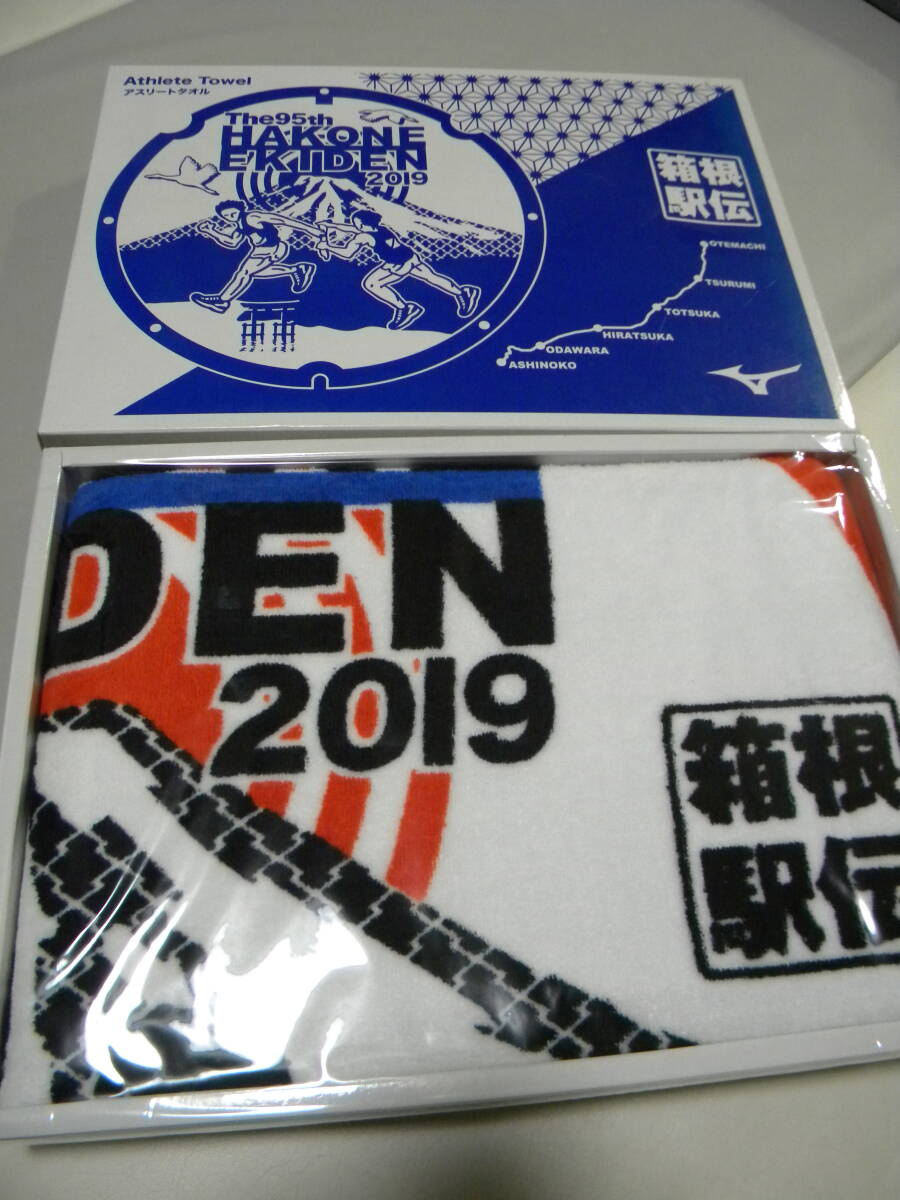 Athlete Towel
アスリートタオル
The95th
HAKONE
EKIDEN
2019
箱根
駅伝
OTEMACHI
TSURUMI
TOTSUKA
HIRATSUKA
ODAWARA
ASHINOKO
DEN
2019
箱根
駅伝